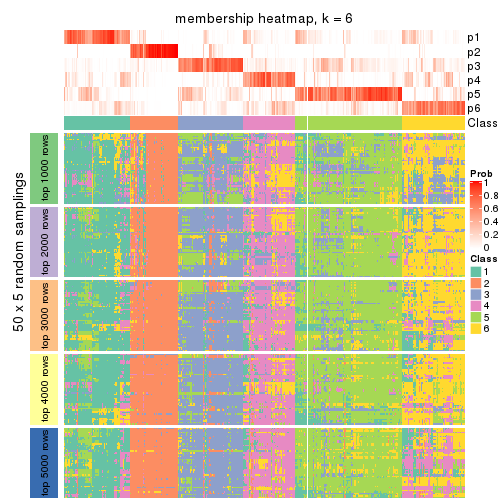 membership heatmap, k = 6
p1
p2
p3
p4
p5
p6
Class
50 x 5 random samplings
top 1000 rows
top 2000 rows
top 3000 rows
top 4000 rows
top 5000 rows
Prob
1
0.8
0.6
0.4
0.2
0
Class
1
2
3
4
5
6